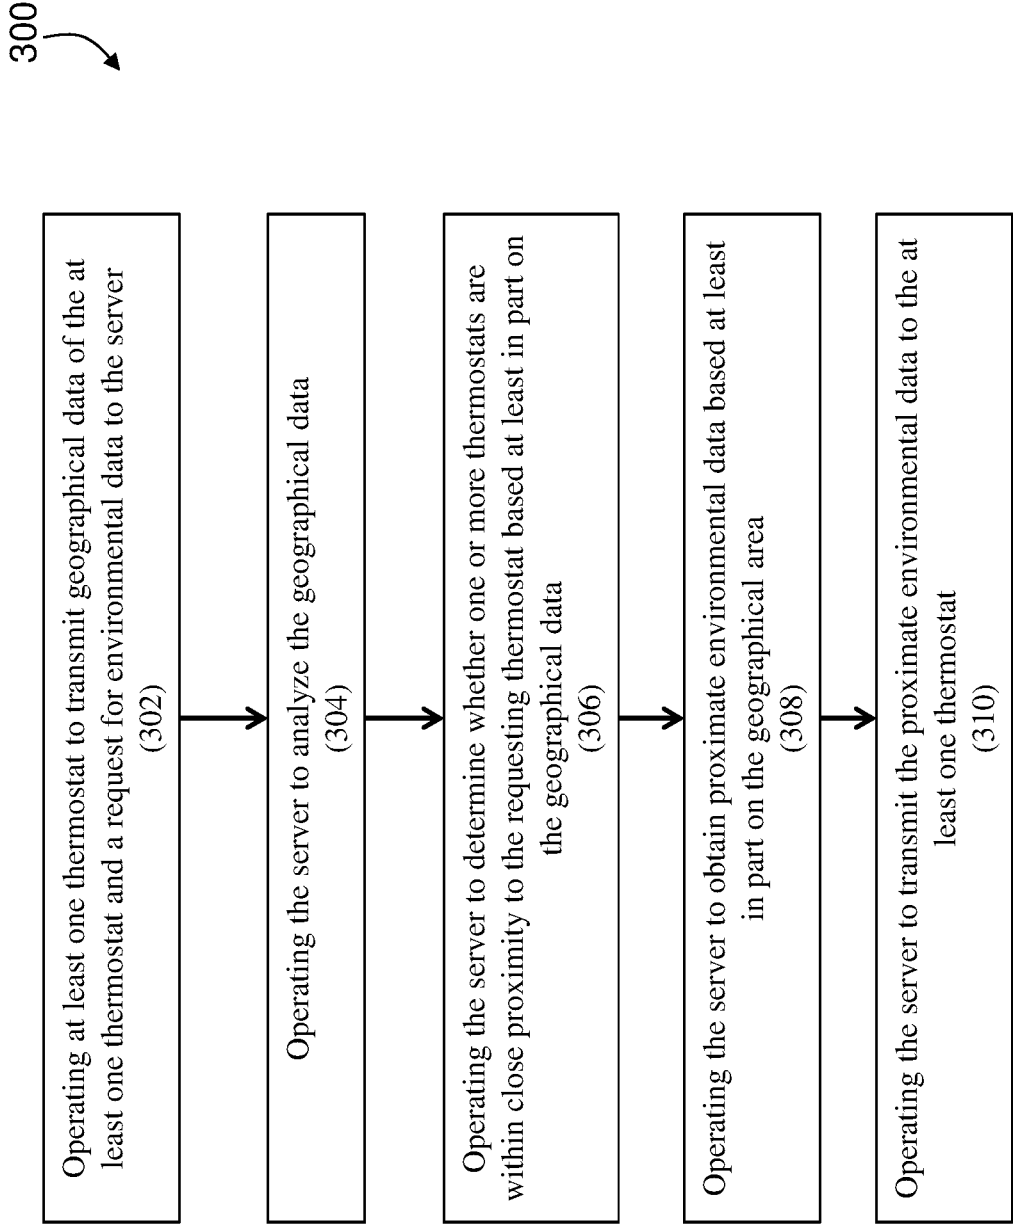 300
Operating at least one thermostat to transmit geographical data of the at
least one thermostat and a request for environmental data to the server
(302)
Operating the server to analyze the geographical data
(304)
Operating the server to determine whether one or more thermostats are
within close proximity to the requesting thermostat based at least in part on
the geographical data
(306)
Operating the server to obtain proximate environmental data based at least
in part on the geographical area
(308)
Operating the server to transmit the proximate environmental data to the at
least one thermostat
(310)